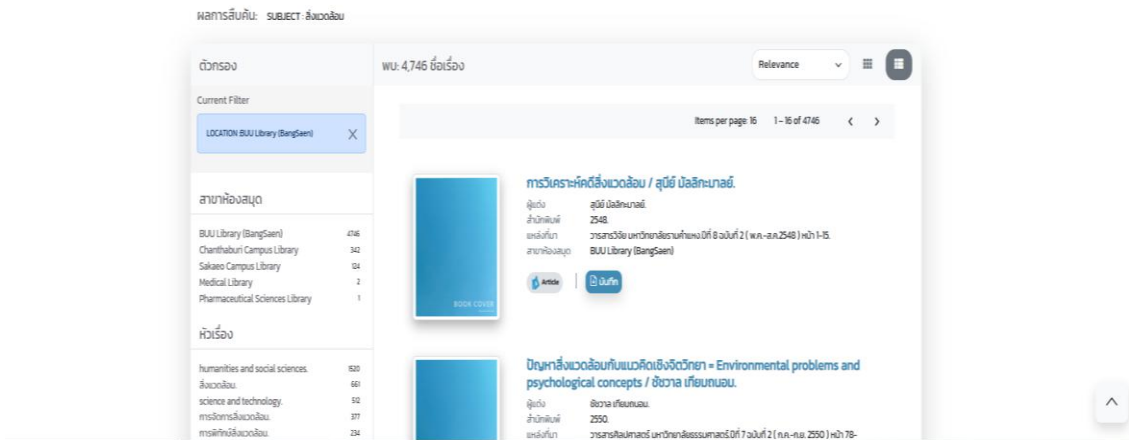 ผลการสืบค้น: SUBJECT : สิ่งแวดล้อม
ตัวกรอง
Current Filter
LOCATION :BUU Library (BangSaen) X
สาขาห้องสมุด
BUU Library (BangSaen) 4746
Chanthaburi Campus Library 342
Sakaeo Campus Library 124
Medical Library 2
Pharmaceutical Sciences Library 1
หัวเรื่อง
humanities and social sciences. 1520
สิ่งแวดล้อม. 661
science and technology. 512
การจัดการสิ่งแวดล้อม. 377
การพิทักษ์สิ่งแวดล้อม. 234
พบ: 4,746 ชื่อเรื่อง
Relevance
Items per page: 16 1 – 16 of 4746
การวิเคราะห์คดีสิ่งแวดล้อม / สุนีย์ มัลลิกะมาลย์.
ผู้แต่ง สุนีย์ มัลลิกะมาลย์.
สำนักพิมพ์ 2548.
แหล่งที่มา วารสารวิจัย มหาวิทยาลัยรามคำแหง.ปีที่ 8 ฉบับที่ 2 ( พ.ค.-ส.ค.2548 ) หน้า 1-15.
สาขาห้องสมุด BUU Library (BangSaen)
Article บันทึก
BOOK COVER
ปัญหาสิ่งแวดล้อมกับแนวคิดเชิงจิตวิทยา = Environmental problems and
psychological concepts / ชัชวาล เทียมถนอม.
ผู้แต่ง ชัชวาล เทียมถนอม.
สำนักพิมพ์ 2550.
แหล่งที่มา วารสารศิลปศาสตร์ มหาวิทยาลัยธรรมศาสตร์.ปีที่ 7 ฉบับที่ 2 ( ก.ค.-ก.ย. 2550 ) หน้า 78-